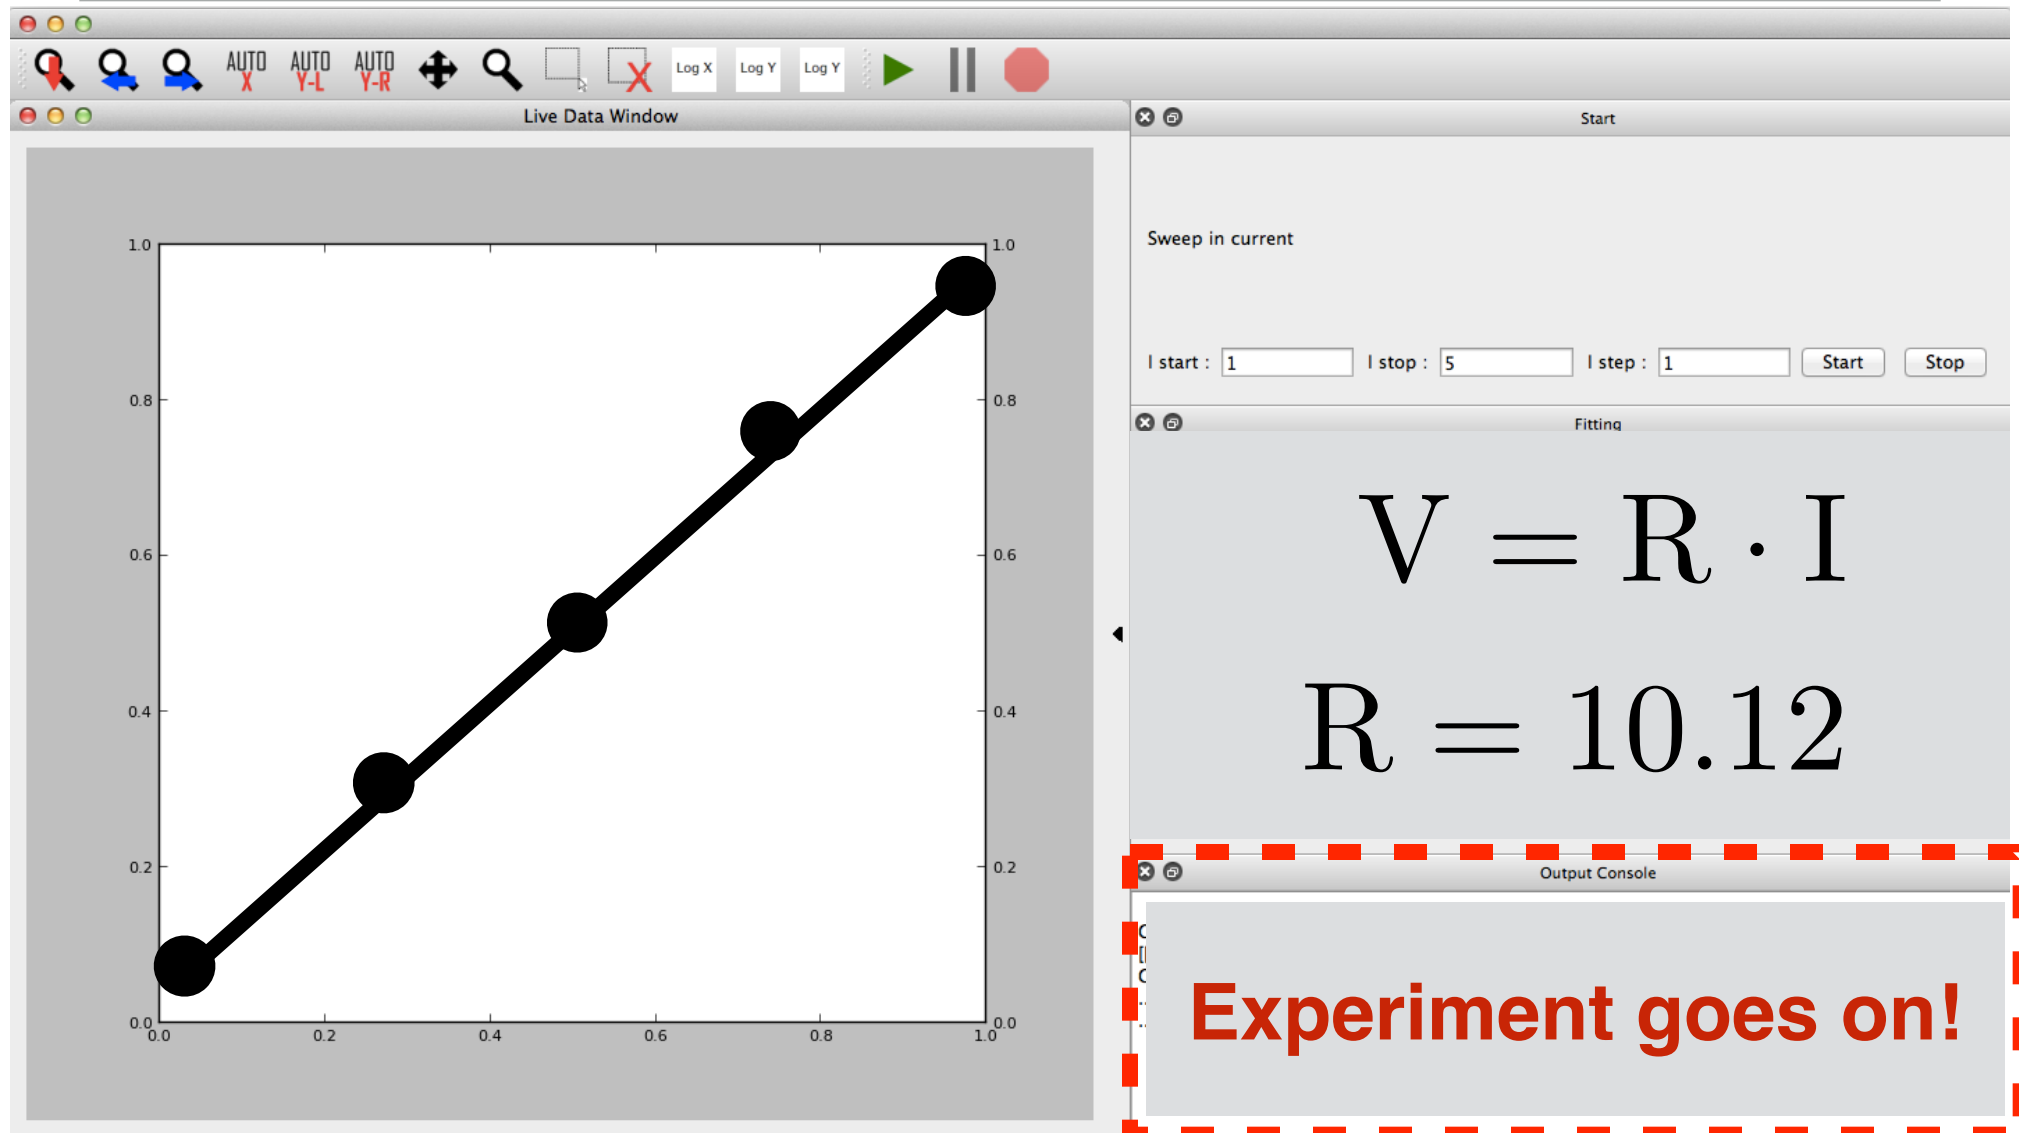 AUTO X
AUTO Y-L
AUTO Y-R
Log X
Log Y
Log Y
Live Data Window
1.0
1.0
0.8
0.8
0.6
0.6
0.4
0.4
0.2
0.2
0.0
0.0
0.0
0.2
0.4
0.6
0.8
1.0
Start
Sweep in current
I start : 1 I stop : 5 I step : 1 Start Stop
Fitting
V = R · I
R = 10.12
Output Console
Experiment goes on!